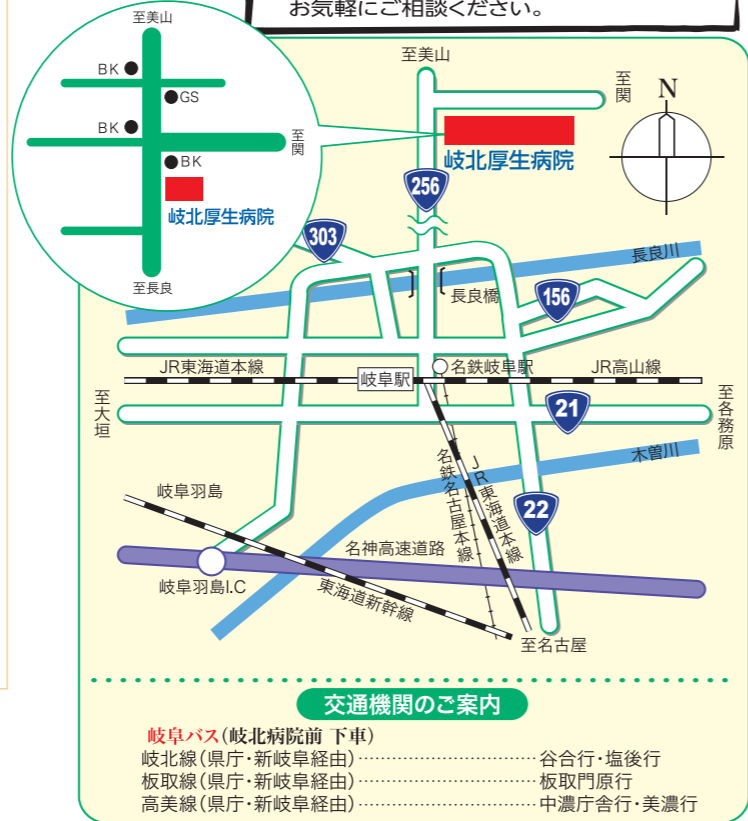 お気軽にご相談ください。
至美山
BK
GS
BK
至関
BK
岐北厚生病院
至長良
至美山
至関
N
岐北厚生病院
256
303
長良川
長良橋
156
JR東海道本線
岐阜駅
名鉄岐阜駅
JR高山線
至大垣
21
至各務原
木曽川
名鉄名古屋本線
JR東海道本線
22
岐阜羽島
名神高速道路
岐阜羽島I.C
東海道新幹線
至名古屋
交通機関のご案内
岐阜バス(岐北病院前 下車)
岐北線(県庁・新岐阜経由)……………………谷合行・塩後行
板取線(県庁・新岐阜経由)……………………板取門原行
高美線(県庁・新岐阜経由)……………………中濃庁舎行・美濃行